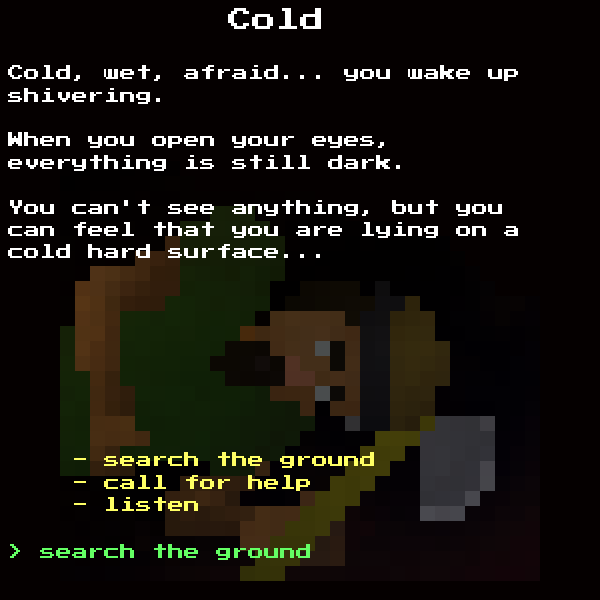 Cold
Cold, wet, afraid... you wake up
shivering.
When you open your eyes,
everything is still dark.
You can't see anything, but you
can feel that you are lying on a
cold hard surface...
- search the ground
- call for help
- listen
> search the ground